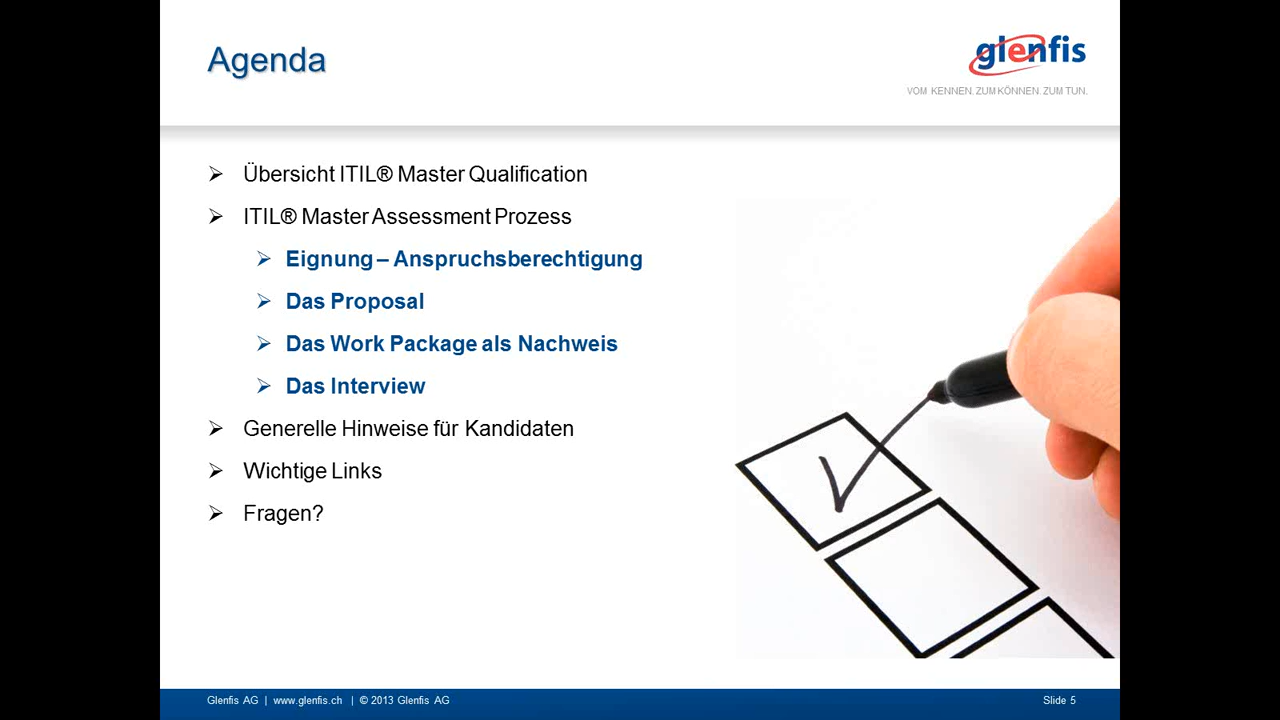 Agenda
glenfis
VOM KENNEN. ZUM KÖNNEN. ZUM TUN.
Übersicht ITIL® Master Qualification
ITIL® Master Assessment Prozess
Eignung – Anspruchsberechtigung
Das Proposal
Das Work Package als Nachweis
Das Interview
Generelle Hinweise für Kandidaten
Wichtige Links
Fragen?
Glenfis AG | www.glenfis.ch | © 2013 Glenfis AG
Slide 5